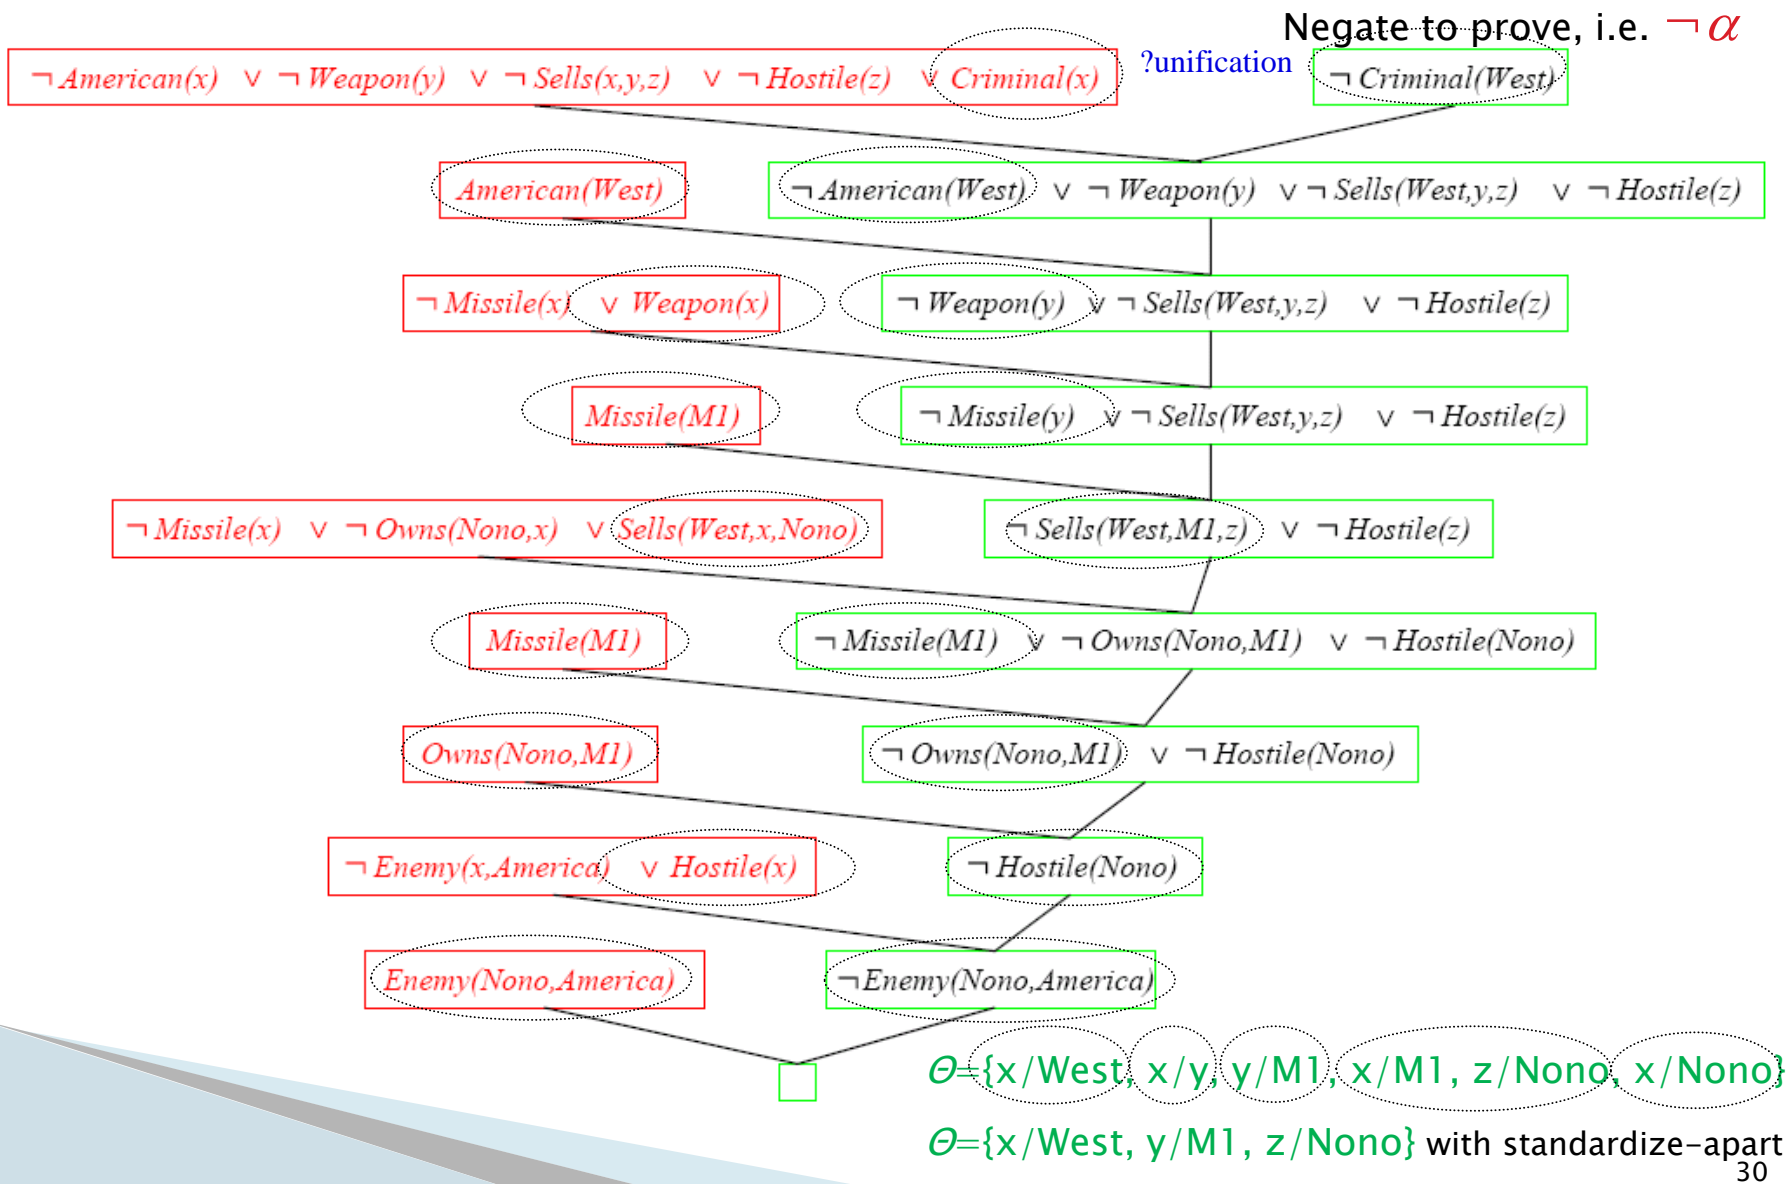 Negate to prove, i.e. ¬α
¬ American(x) ∨ ¬ Weapon(y) ∨ ¬ Sells(x,y,z) ∨ ¬ Hostile(z) ∨ Criminal(x) ?unification ¬ Criminal(West)
American(West) ¬ American(West) ∨ ¬ Weapon(y) ∨ ¬ Sells(West,y,z) ∨ ¬ Hostile(z)
¬ Missile(x) ∨ Weapon(x) ¬ Weapon(y) ∨ ¬ Sells(West,y,z) ∨ ¬ Hostile(z)
Missile(M1) ¬ Missile(y) ∨ ¬ Sells(West,y,z) ∨ ¬ Hostile(z)
¬ Missile(x) ∨ ¬ Owns(Nono,x) ∨ Sells(West,x,Nono) ¬ Sells(West,M1,z) ∨ ¬ Hostile(z)
Missile(M1) ¬ Missile(M1) ∨ ¬ Owns(Nono,M1) ∨ ¬ Hostile(Nono)
Owns(Nono,M1) ¬ Owns(Nono,M1) ∨ ¬ Hostile(Nono)
¬ Enemy(x,America) ∨ Hostile(x) ¬ Hostile(Nono)
Enemy(Nono,America) ¬ Enemy(Nono,America)
Θ={x/West, x/y, y/M1, x/M1, z/Nono, x/Nono}
Θ={x/West, y/M1, z/Nono} with standardize-apart
30